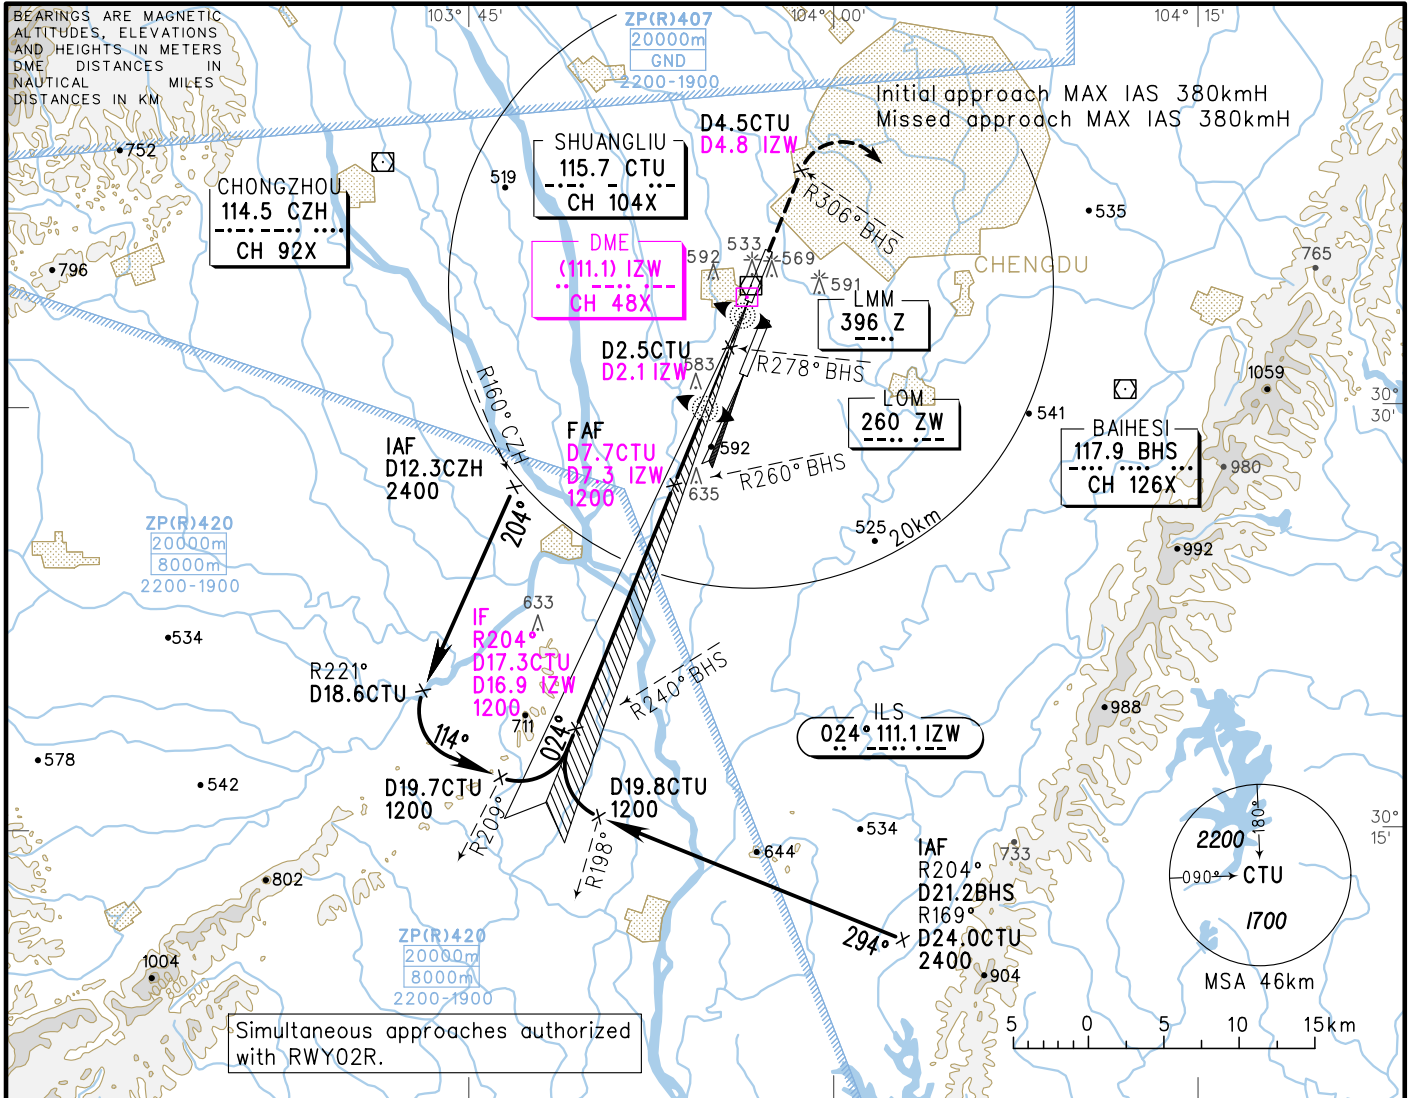 BEARINGS ARE MAGNETIC
ALTITUDES, ELEVATIONS
AND HEIGHTS IN METERS
DME DISTANCES IN
NAUTICAL MILES
DISTANCES IN KM
103°45'
104°00'
104°15'
ZP(R)407
20000m
GND
2200-1900
Initial approach MAX IAS 380kmH
Missed approach MAX IAS 380kmH
D4.5CTU
D4.8 IZW
752
SHUANGLIU
115.7 CTU
CH 104X
519
CHONGZHOU
114.5 CZH
CH 92X
R306° BHS
535
DME
(111.1) IZW
CH 48X
592
533
569
591
CHENGDU
765
796
LMM
396 Z
D2.5CTU
D2.1 IZW
583
R278° BHS
R160° CZH
1059
30°
30'
LOM
260 ZW
541
BAIHESI
117.9 BHS
CH 126X
IAF
D12.3CZH
2400
FAF
D7.7CTU
D7.3 IZW
1200
592
R260° BHS
635
980
204°
525
20km
ZP(R)420
20000m
8000m
2200-1900
992
633
534
IF
R204°
D17.3CTU
D16.9 IZW
1200
R221°
D18.6CTU
R240° BHS
711
988
114°
024°
ILS
024° 111.1 IZW
578
542
D19.7CTU
1200
D19.8CTU
1200
R209°
R198°
534
644
30°
15'
733
2200
180°
090°
CTU
1700
MSA 46km
IAF
R204°
D21.2BHS
R169°
D24.0CTU
2400
294°
802
904
1004
ZP(R)420
20000m
8000m
2200-1900
Simultaneous approaches authorized
with RWY02R.
5 0 5 10 15km